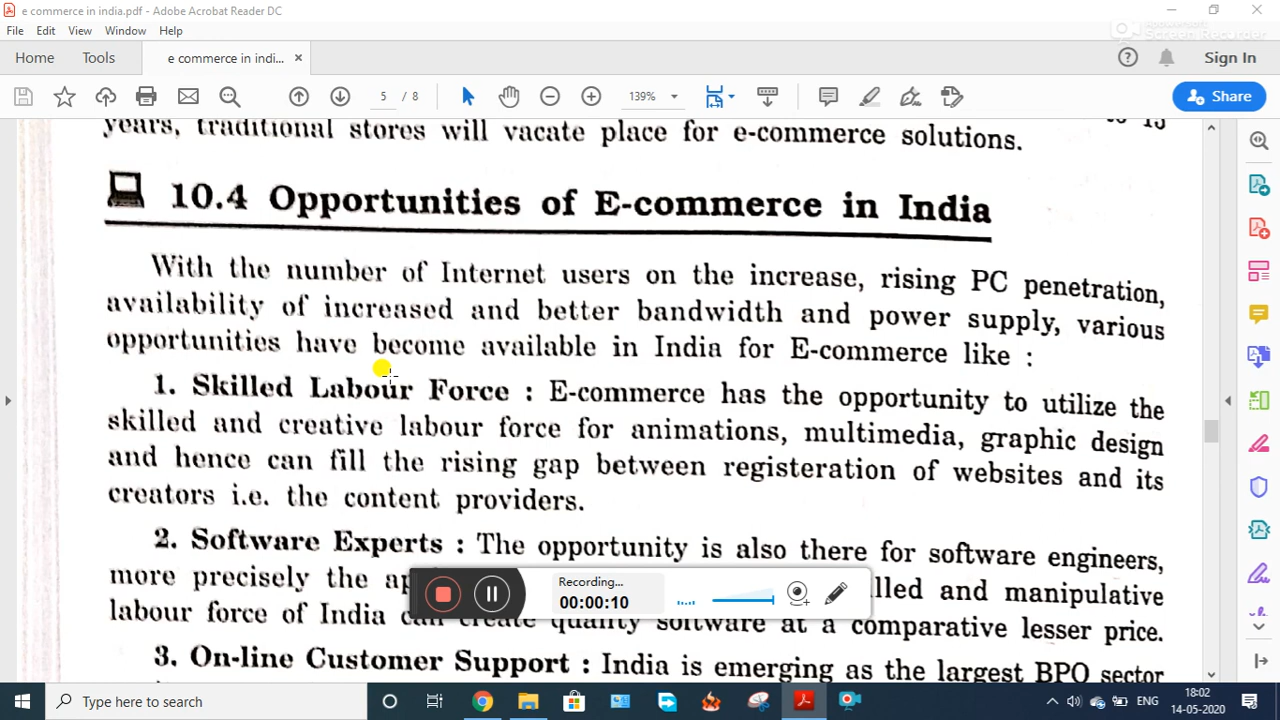 e commerce in india.pdf - Adobe Acrobat Reader DC
File Edit View Window Help
Screen Recorder
Home Tools e commerce in indi... × Sign In
5 / 8 139% Share
years, traditional stores will vacate place for e-commerce solutions.
10.4 Opportunities of E-commerce in India
With the number of Internet users on the increase, rising PC penetration,
availability of increased and better bandwidth and power supply, various
opportunities have become available in India for E-commerce like :
1. Skilled Labour Force : E-commerce has the opportunity to utilize the
skilled and creative labour force for animations, multimedia, graphic design
and hence can fill the rising gap between registeration of websites and its
creators i.e. the content providers.
2. Software Experts : The opportunity is also there for software engineers,
more precisely the and manipulative
labour force of India can create quality software at a comparative lesser price.
3. On-line Customer Support : India is emerging as the largest BPO sector
Recording...
00:00:10
Type here to search
ENG
18:02
14-05-2020